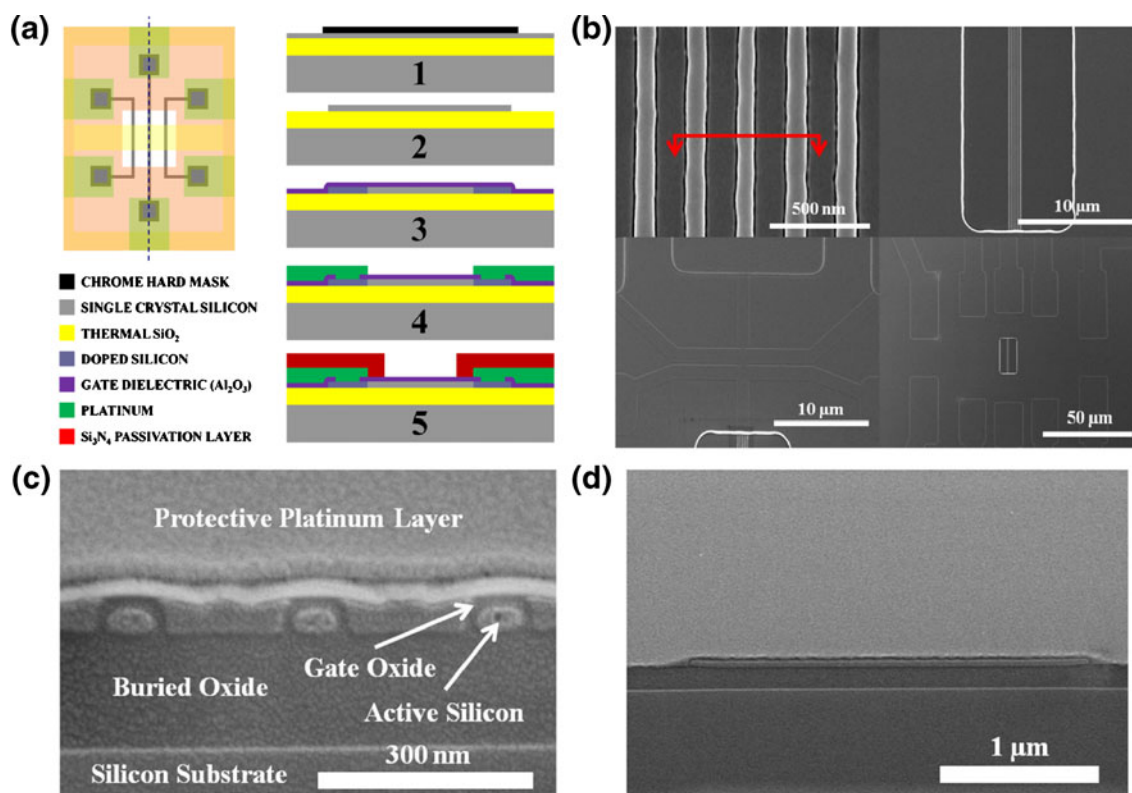 (a)
1
2
3
4
5
CHROME HARD MASK
SINGLE CRYSTAL SILICON
THERMAL SiO₂
DOPED SILICON
GATE DIELECTRIC (Al₂O₃)
PLATINUM
Si₃N₄ PASSIVATION LAYER
(b)
500 nm
10 µm
10 µm
50 µm
(c)
Protective Platinum Layer
Gate Oxide
Buried Oxide
Active Silicon
300 nm
Silicon Substrate
(d)
1 µm